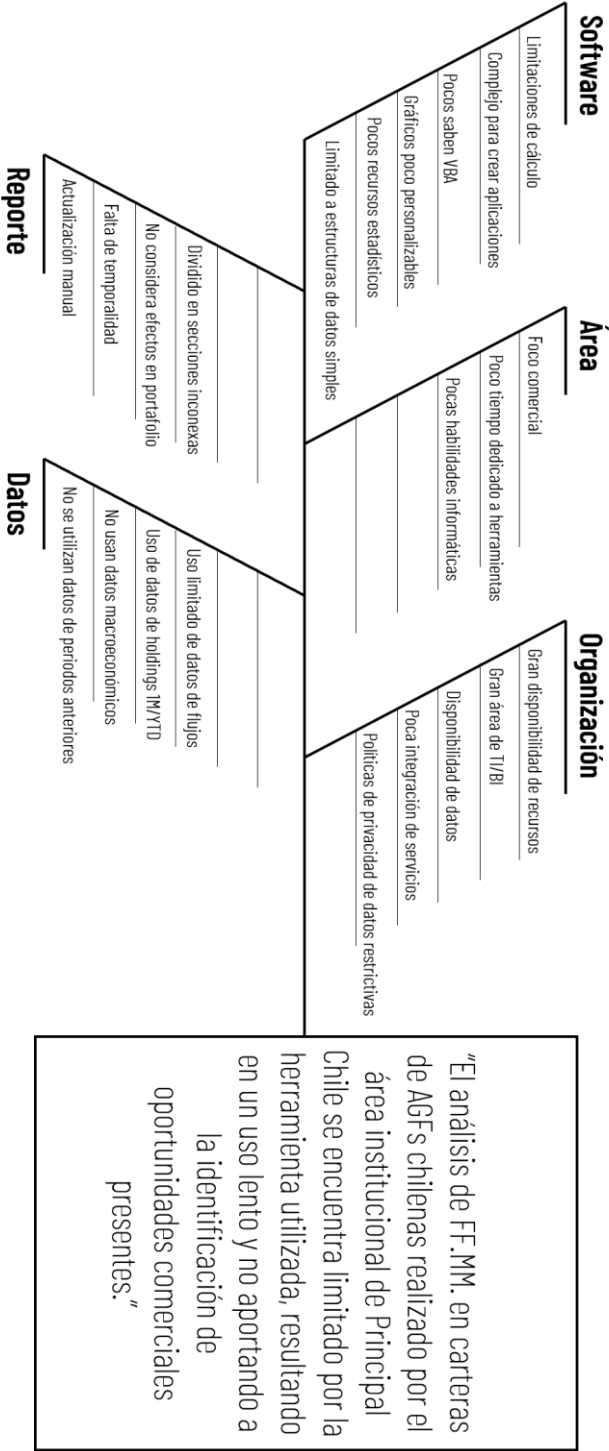 Software
Limitaciones de cálculo
Complejo para crear aplicaciones
Pocos saben VBA
Gráficos poco personalizables
Pocos recursos estadísticos
Limitado a estructuras de datos simples
Área
Foco comercial
Poco tiempo dedicado a herramientas
Pocas habilidades informáticas
Organización
Gran disponibilidad de recursos
Gran área de TI/BI
Disponibilidad de datos
Poca integración de servicios
Políticas de privacidad de datos restrictivas
Dividido en secciones inconexas
No considera efectos en portafolio
Falta de temporalidad
Actualización manual
Reporte
Uso limitado de datos de flujos
Uso de datos de holdings 1M/YTD
No usan datos macroeconómicos
No se utilizan datos de periodos anteriores
Datos
"El análisis de FF.MM. en carteras
de AGFs chilenas realizado por el
área institucional de Principal
Chile se encuentra limitado por la
herramienta utilizada, resultando
en un uso lento y no aportando a
la identificación de
oportunidades comerciales
presentes."